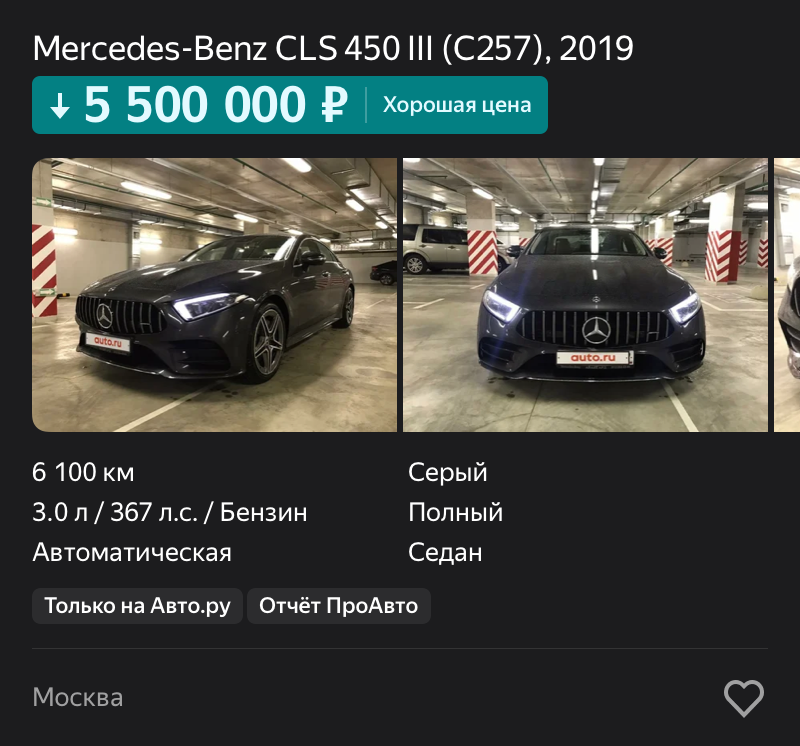 Mercedes-Benz CLS 450 III (C257), 2019
5 500 000 ₽ Хорошая цена
auto.ru
auto.ru
6 100 км Серый
3.0 л / 367 л.с. / Бензин Полный
Автоматическая Седан
Только на Авто.ру Отчёт ПроАвто
Москва